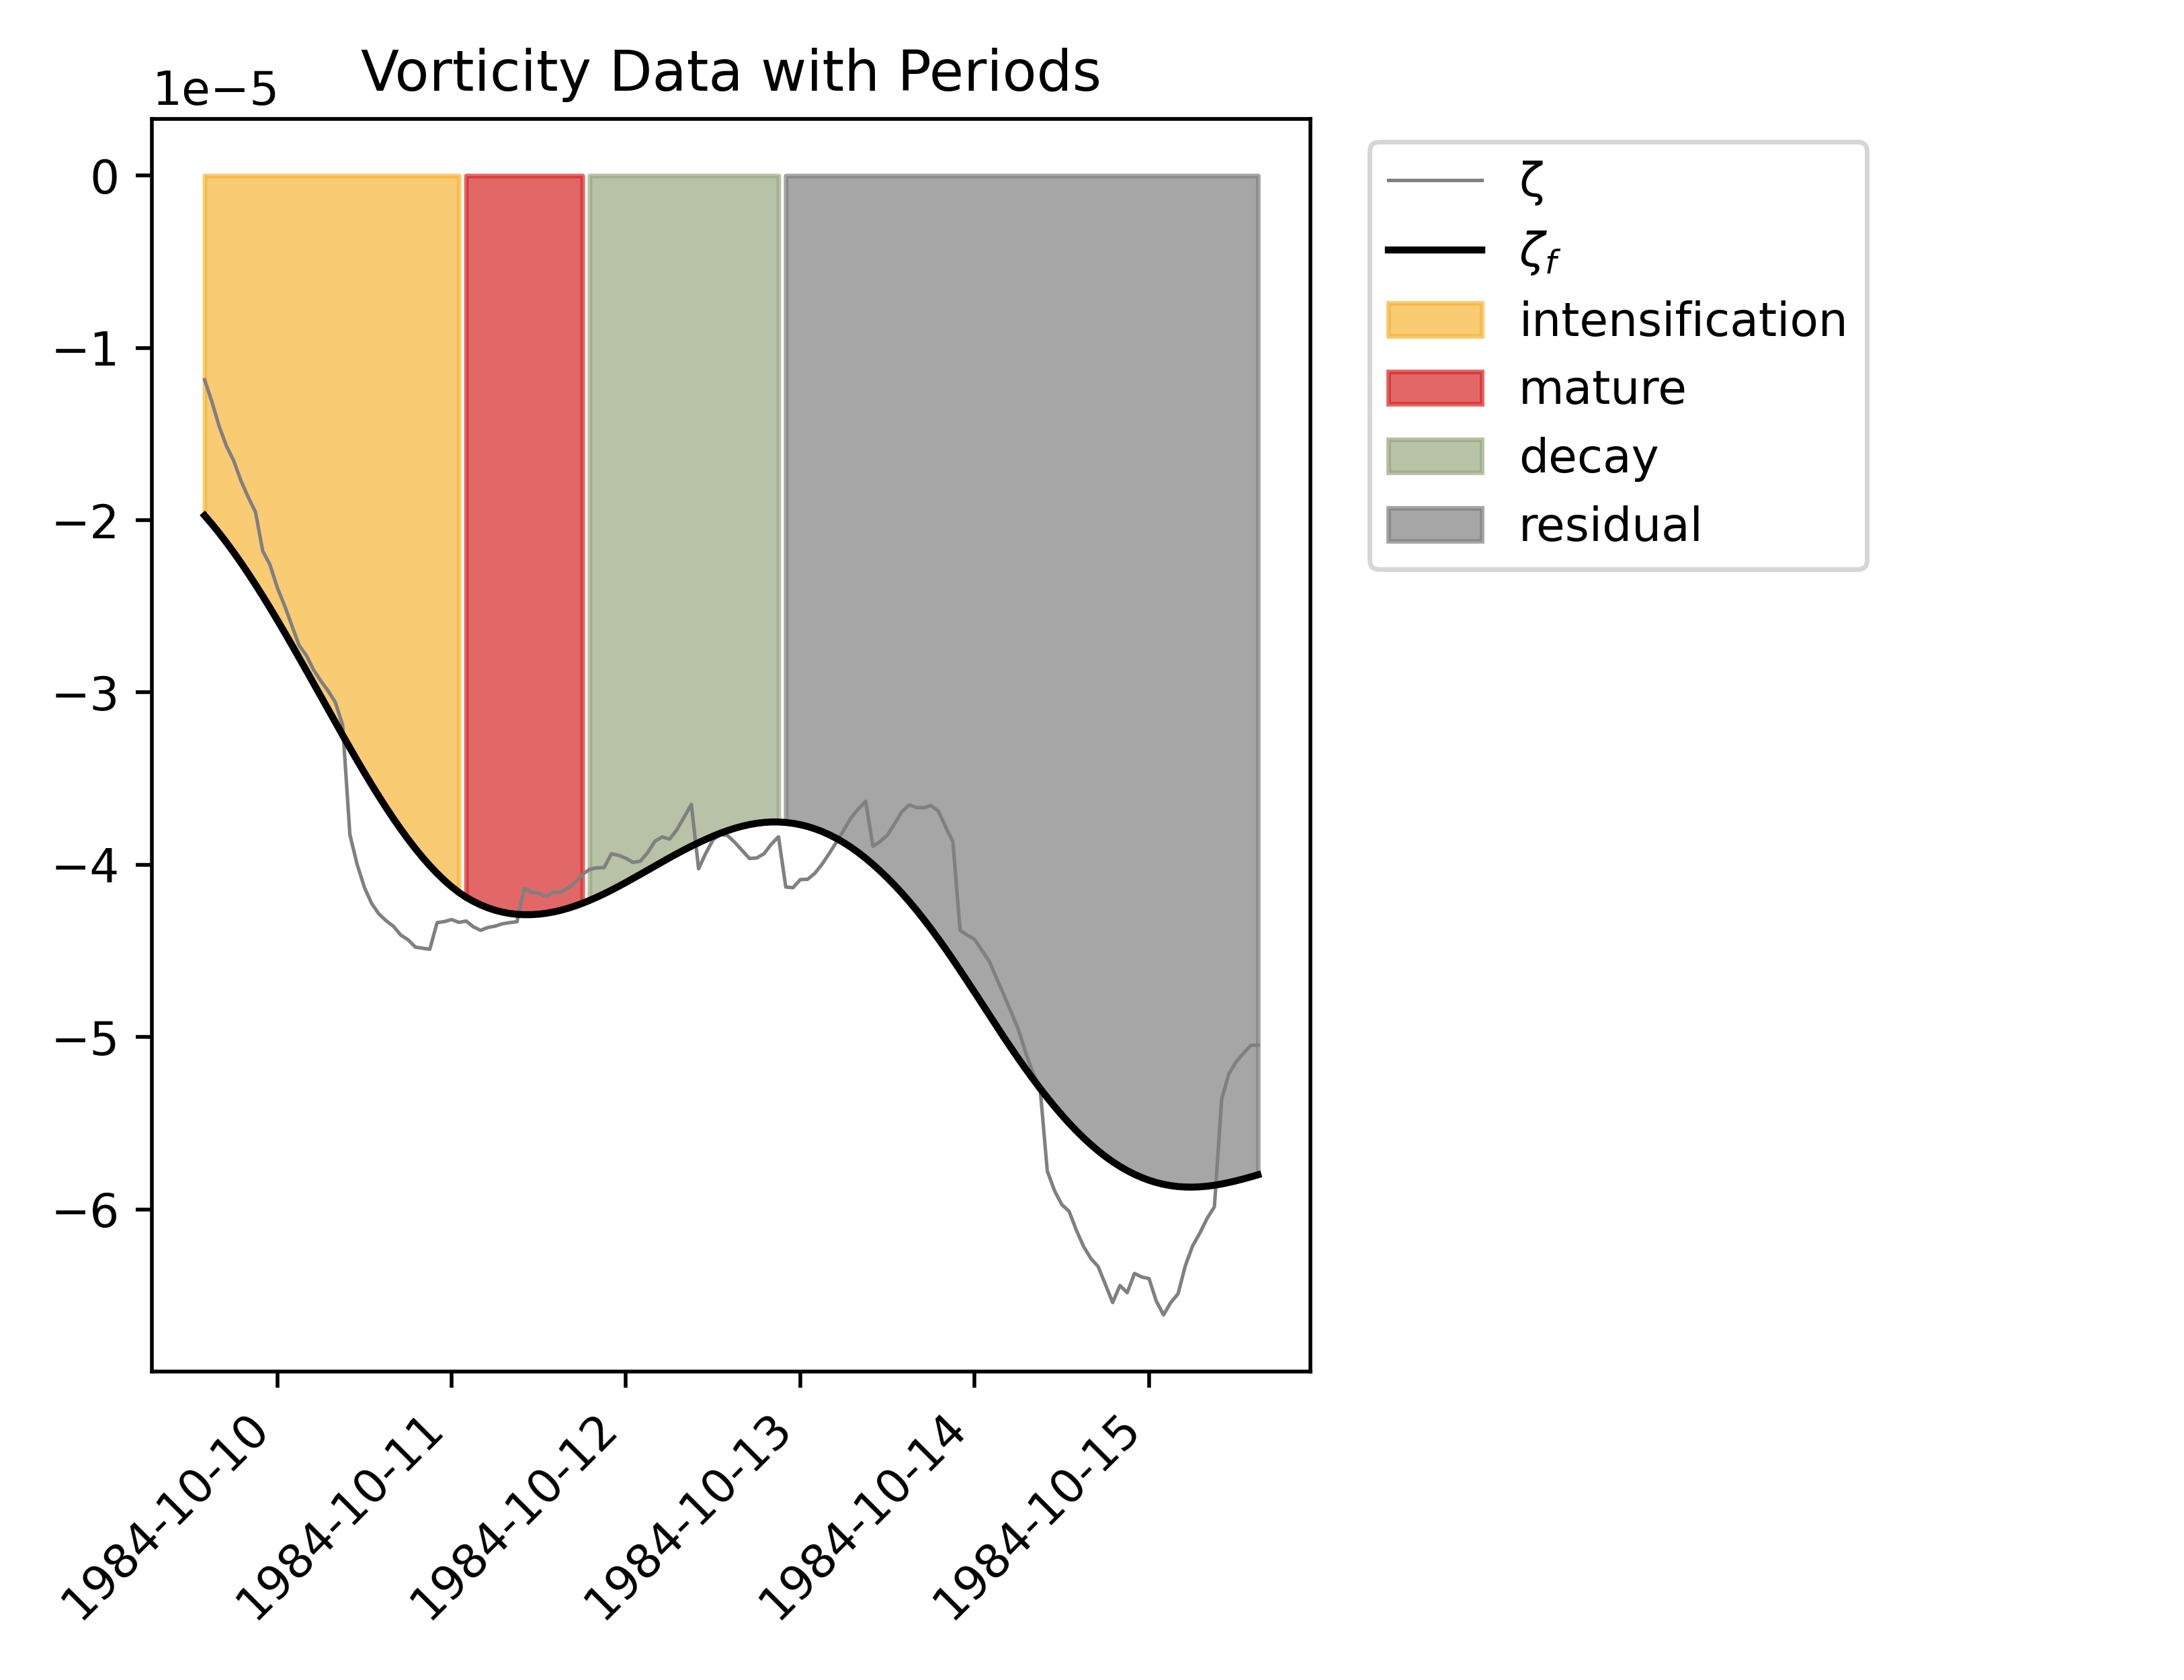 Vorticity Data with Periods
1e−5
0
−1
−2
−3
−4
−5
−6
1984-10-10
1984-10-11
1984-10-12
1984-10-13
1984-10-14
1984-10-15
ζ
ζf
intensification
mature
decay
residual